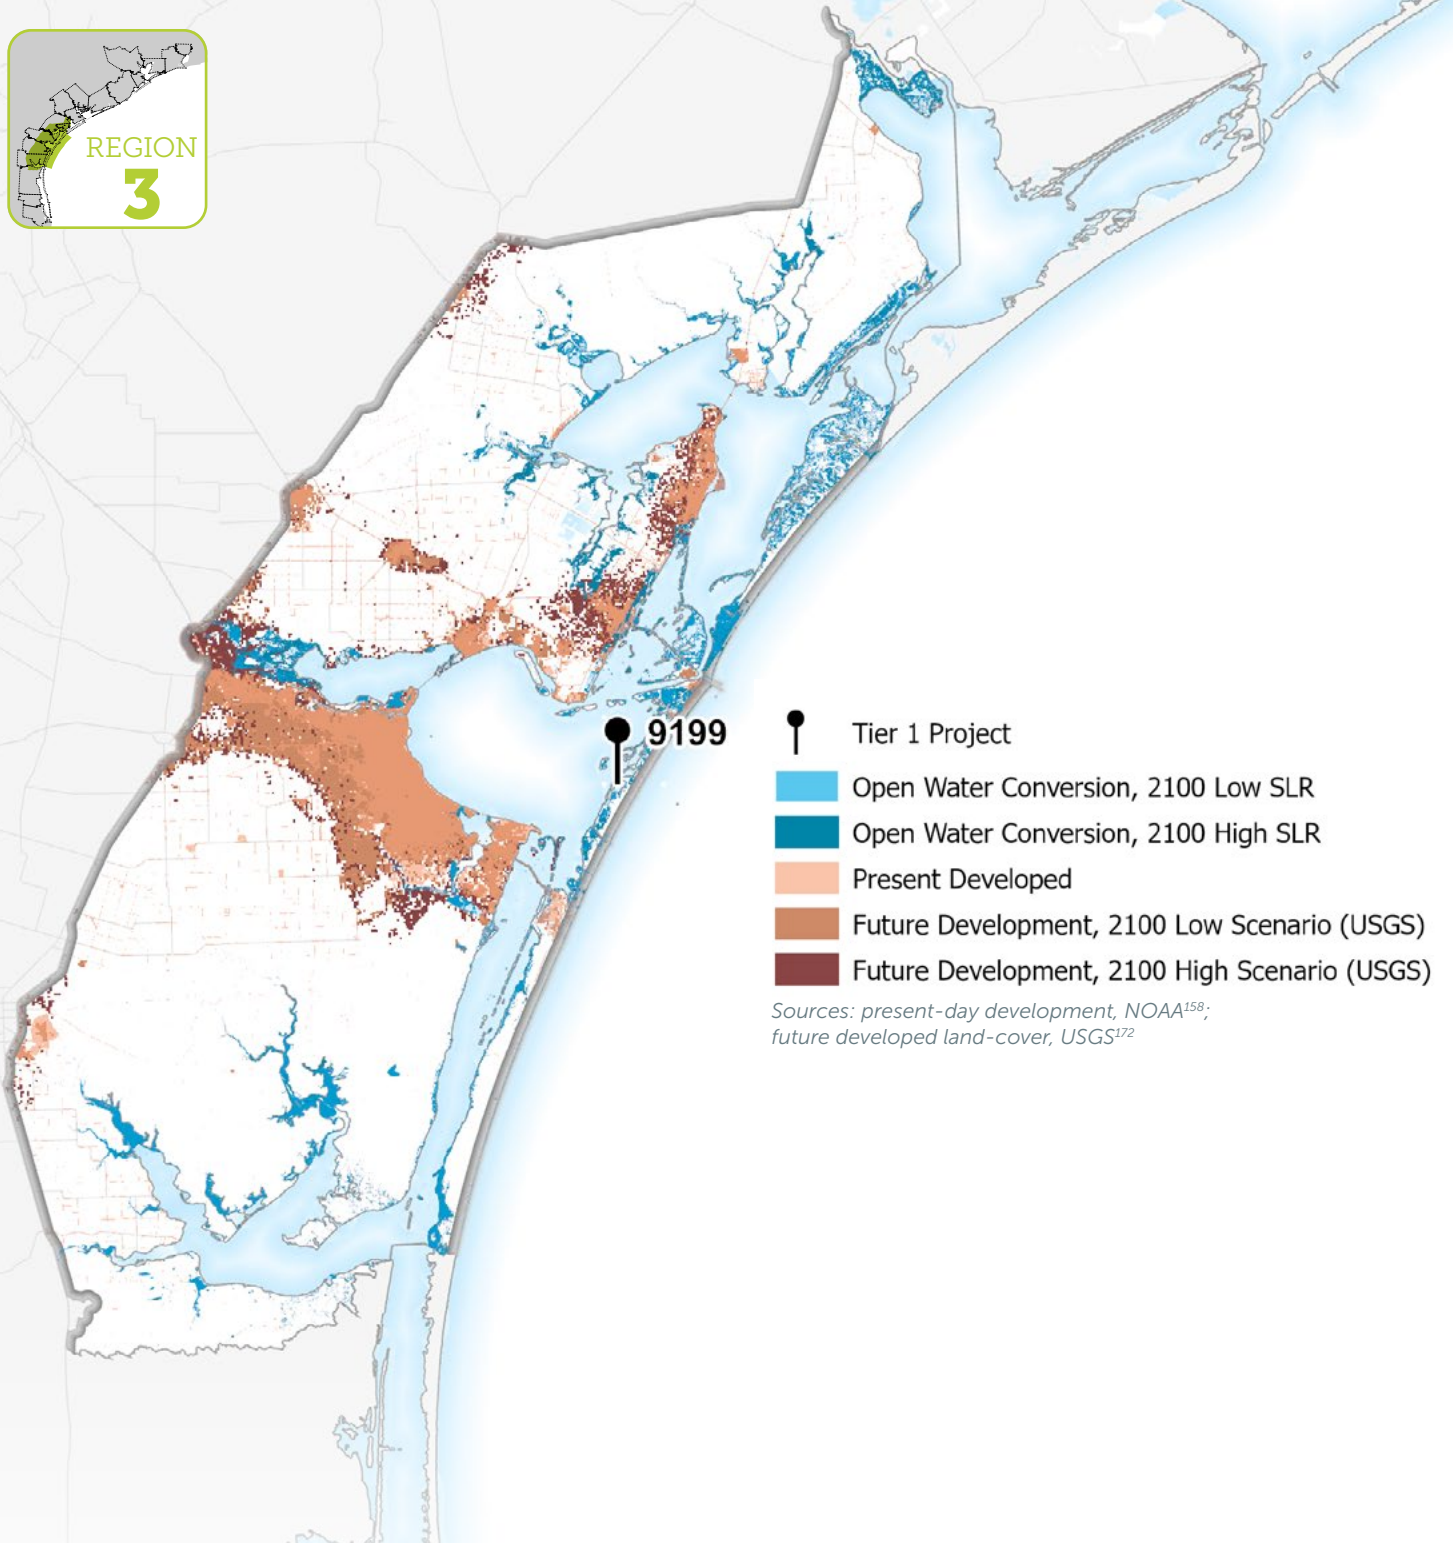 REGION
3
9199
Tier 1 Project
Open Water Conversion, 2100 Low SLR
Open Water Conversion, 2100 High SLR
Present Developed
Future Development, 2100 Low Scenario (USGS)
Future Development, 2100 High Scenario (USGS)
Sources: present-day development, NOAA158;
future developed land-cover, USGS172